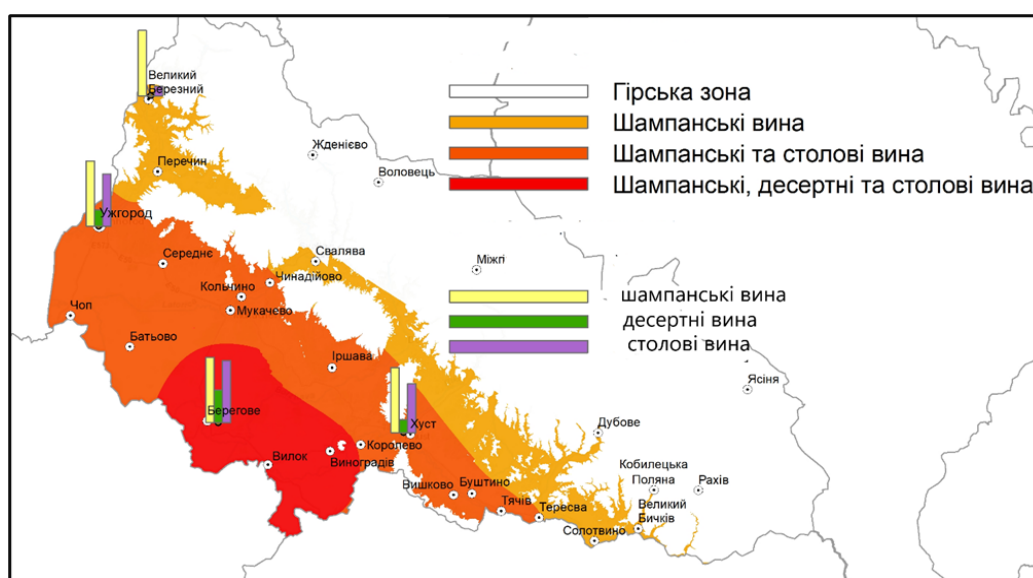 Великий
Березний
Гірська зона
Шампанські вина
Жденієво
Шампанські та столові вина
Перечин
Воловець
Шампанські, десертні та столові вина
Ужгород
Середнє
Свалява
Міжгі
Чинадійово
Кольчино
шампанські вина
Чоп
Мукачево
десертні вина
Батьово
столові вина
Іршава
Ясіня
Берегове
Хуст
Дубове
Королево
Виноградів
Вилок
Кобилецька
Поляна
Рахів
Вишково
Буштино
Великий
Бичків
Тячів
Тересва
Солотвино